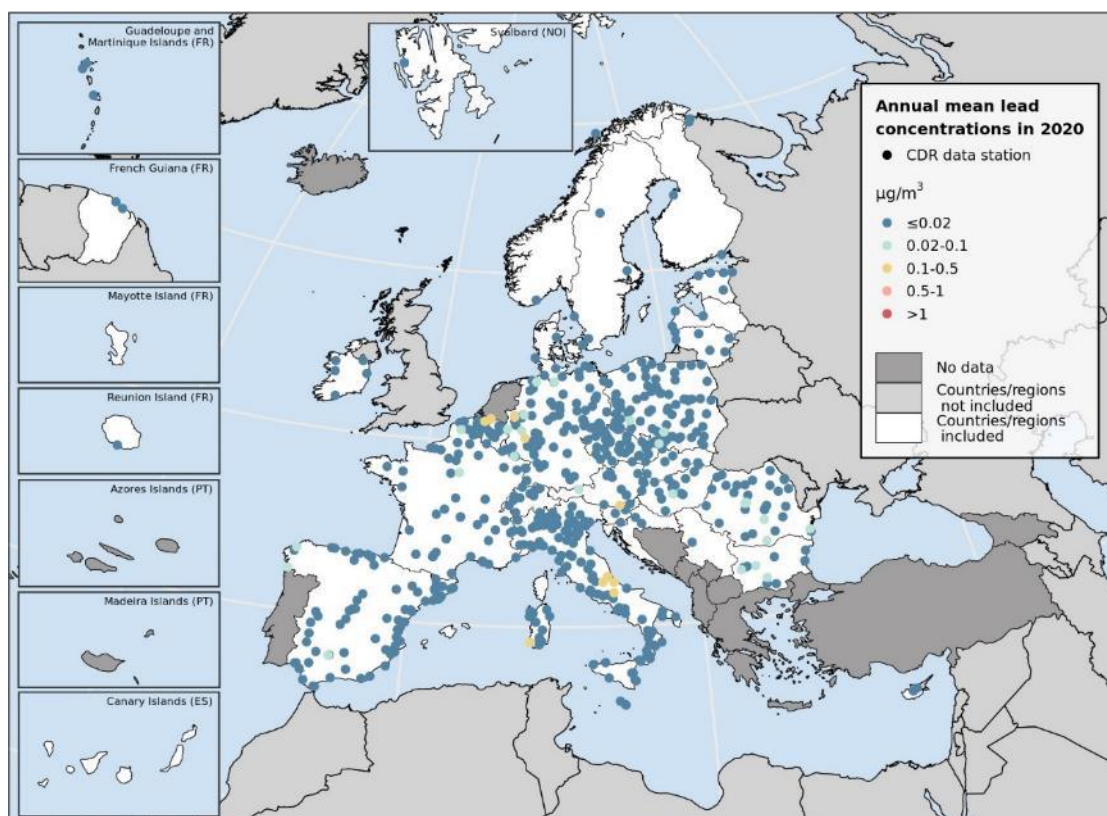 Guadeloupe and
Martinique Islands (FR)
Svalbard (NO)
French Guiana (FR)
Mayotte Island (FR)
Reunion Island (FR)
Azores Islands (PT)
Madeira Islands (PT)
Canary Islands (ES)
Annual mean lead
concentrations in 2020
CDR data station
µg/m³
≤0.02
0.02-0.1
0.1-0.5
0.5-1
>1
No data
Countries/regions
not included
Countries/regions
included